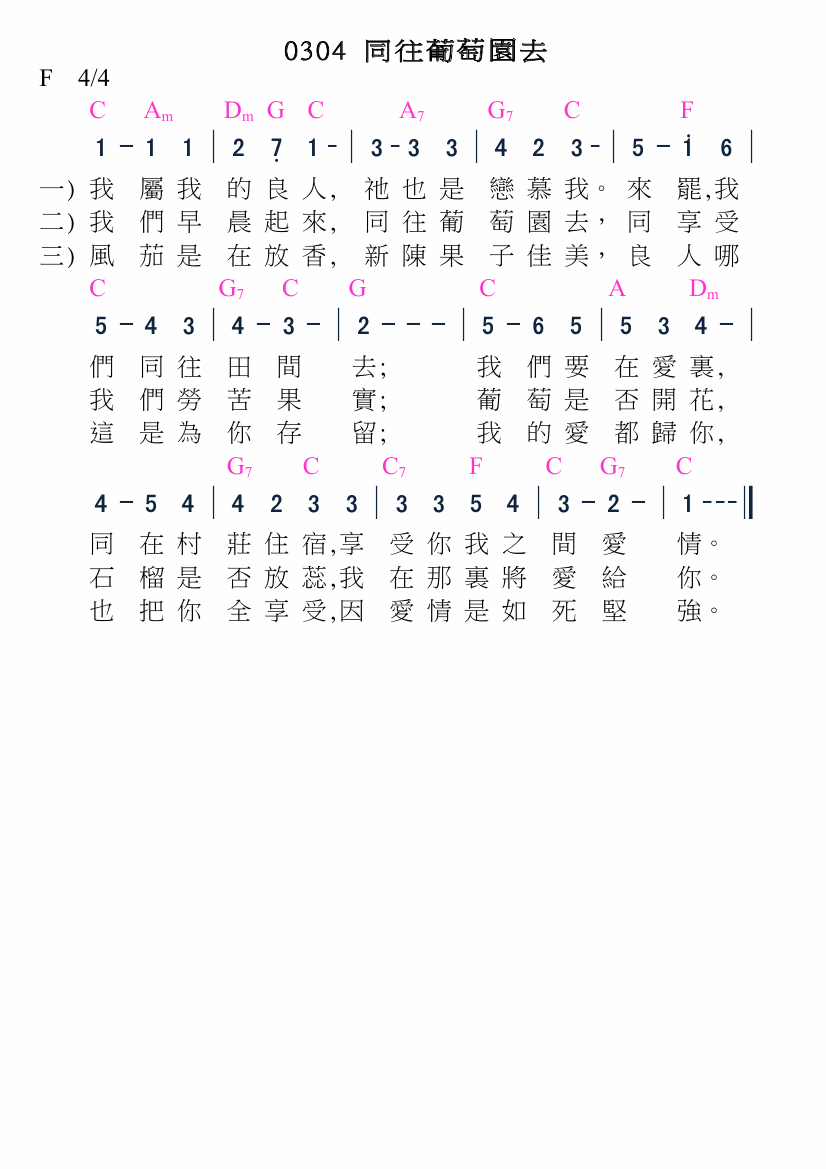 0304 同往葡萄園去
F 4/4
C Am Dm G C A7 G7 C F
1 - 1 1 | 2 7̣ 1 - | 3 - 3 3 | 4 2 3 - | 5 - 1̇ 6 |
一) 我 屬 我 的 良 人, 祂 也 是 戀 慕 我。 來 罷,我
二) 我 們 早 晨 起 來, 同 往 葡 萄 園 去, 同 享 受
三) 風 茄 是 在 放 香, 新 陳 果 子 佳 美, 良 人 哪
C G7 C G C A Dm
5 - 4 3 | 4 - 3 - | 2 - - - | 5 - 6 5 | 5 3 4 - |
們 同 往 田 間 去; 我 們 要 在 愛 裏,
我 們 勞 苦 果 實; 葡 萄 是 否 開 花,
這 是 為 你 存 留; 我 的 愛 都 歸 你,
G7 C C7 F C G7 C
4 - 5 4 | 4 2 3 3 | 3 3 5 4 | 3 - 2 - | 1 - - - ‖
同 在 村 莊 住 宿,享 受 你 我 之 間 愛 情。
石 榴 是 否 放 蕊,我 在 那 裏 將 愛 給 你。
也 把 你 全 享 受,因 愛 情 是 如 死 堅 強。